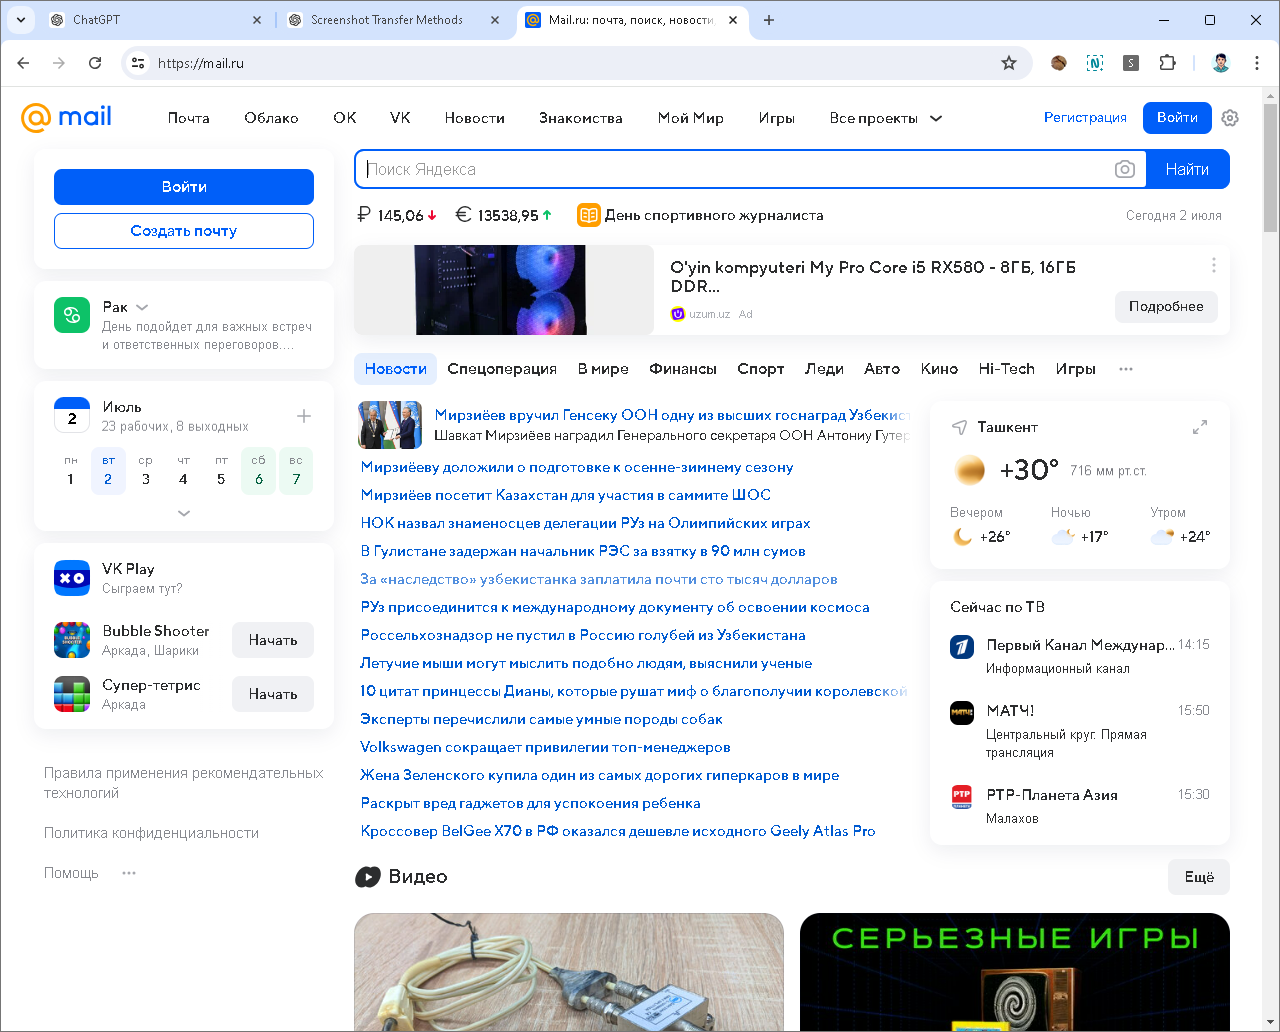 ChatGPT
Screenshot Transfer Methods
Mail.ru: почта, поиск, новости,
https://mail.ru
mail
Почта
Облако
OK
VK
Новости
Знакомства
Мой Мир
Игры
Все проекты
Регистрация
Войти
Войти
Создать почту
Поиск Яндекса
Найти
₽ 145,06
€ 13538,95
День спортивного журналиста
Сегодня 2 июля
O'yin kompyuteri My Pro Core i5 RX580 - 8ГБ, 16ГБ
DDR...
uzum.uz Ad
Подробнее
Рак
День подойдет для важных встреч
и ответственных переговоров....
2
Июль
23 рабочих, 8 выходных
пн вт ср чт пт сб вс
1 2 3 4 5 6 7
VK Play
Сыграем тут?
Bubble Shooter
Аркада, Шарики
Начать
Супер-тетрис
Аркада
Начать
Правила применения рекомендательных
технологий
Политика конфиденциальности
Помощь
Новости
Спецоперация
В мире
Финансы
Спорт
Леди
Авто
Кино
Hi-Tech
Игры
Мирзиёев вручил Генсеку ООН одну из высших госнаград Узбекист
Шавкат Мирзиёев наградил Генерального секретаря ООН Антониу Гутер
Мирзиёеву доложили о подготовке к осенне-зимнему сезону
Мирзиёев посетит Казахстан для участия в саммите ШОС
НОК назвал знаменосцев делегации РУз на Олимпийских играх
В Гулистане задержан начальник РЭС за взятку в 90 млн сумов
За «наследство» узбекистанка заплатила почти сто тысяч долларов
РУз присоединится к международному документу об освоении космоса
Россельхознадзор не пустил в Россию голубей из Узбекистана
Летучие мыши могут мыслить подобно людям, выяснили ученые
10 цитат принцессы Дианы, которые рушат миф о благополучии королевской
Эксперты перечислили самые умные породы собак
Volkswagen сокращает привилегии топ-менеджеров
Жена Зеленского купила один из самых дорогих гиперкаров в мире
Раскрыт вред гаджетов для успокоения ребенка
Кроссовер BelGee X70 в РФ оказался дешевле исходного Geely Atlas Pro
Ташкент
+30°
716 мм рт.ст.
Вечером
Ночью
Утром
+26°
+17°
+24°
Сейчас по ТВ
Первый Канал Междунар...
14:15
Информационный канал
МАТЧ!
МАТЧ!
15:50
Центральный круг. Прямая
трансляция
РТР
РТР-Планета Азия
15:30
Малахов
Видео
Ещё
СЕРЬЕЗНЫЕ ИГРЫ